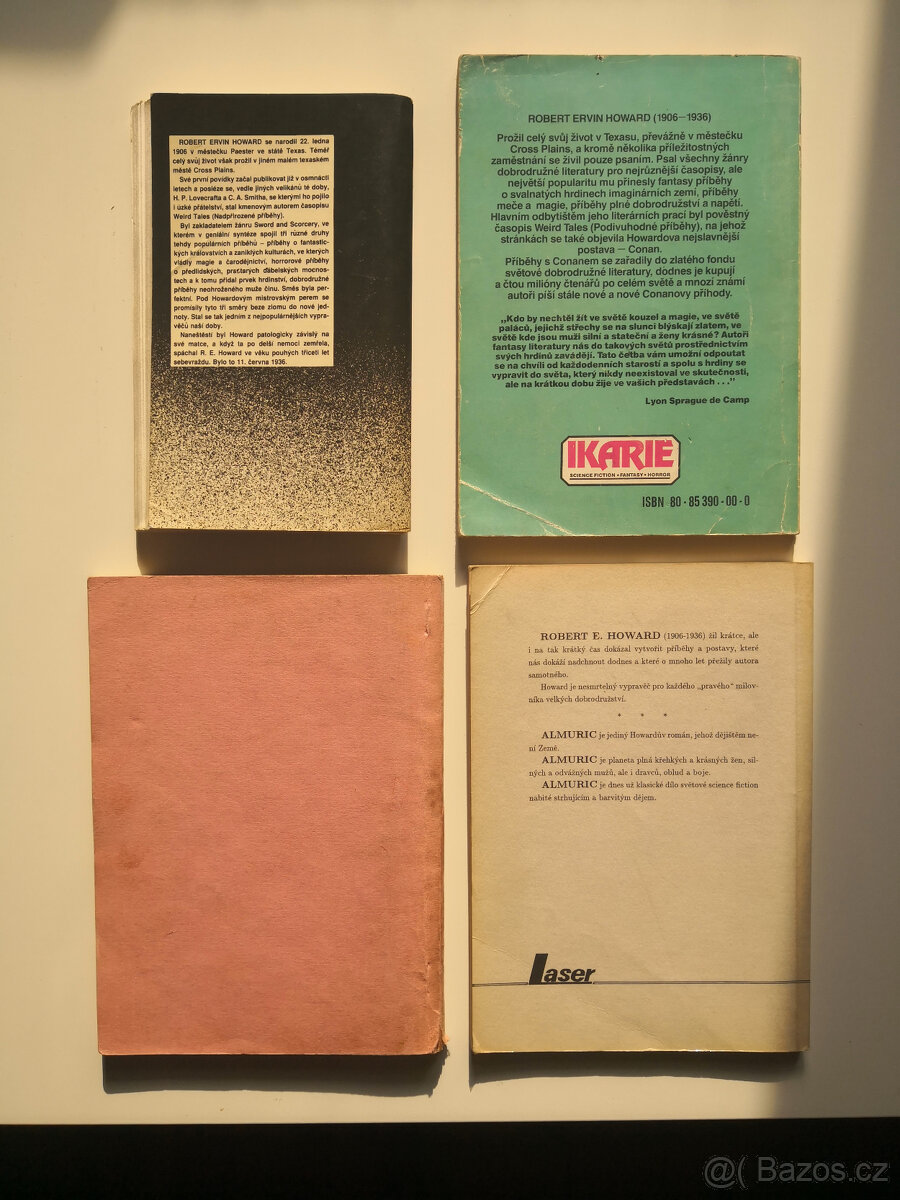 ROBERT ERVIN HOWARD se narodil 22. ledna
1906 v městečku Paester ve státě Texas. Téměř
celý svůj život však prožil v jiném malém texaském
městě Cross Plains.
Své první povídky začal publikovat již v osmnácti
letech a posléze se, vedle jiných velikánů té doby,
H. P. Lovecrafta a C. A. Smitha, se kterými ho pojilo
i úzké přátelství, stal kmenovým autorem časopisu
Weird Tales (Nadpřirozené příběhy).
Byl zakladatelem žánru Sword and Scorcery, ve
kterém v geniální syntéze spojil tři různé druhy
tehdy populárních příběhů – příběhy o fantastic-
kých královatvích a zaniklých kulturách, ve kterých
vládly magie a čarodějnictví, horrorové příběhy
o předlidských, prastarých ďábelských mocnos-
tech a k tomu přidal prvek hrdinství, dobrodružné
příběhy neohroženého muže činu. Směs byla per-
fektní. Pod Howardovým mistrovským perem se
promísily tyto tři směry beze zlomu do nové jed-
noty. Stal se tak jedním z nejpopulárnějších vypra-
věčů naší doby.
Naneštěstí byl Howard patologicky závislý na
své matce, a když ta po delší nemoci zemřela,
spáchal R. E. Howard ve věku pouhých třiceti let
sebevraždu. Bylo to 11. června 1936.
ROBERT ERVIN HOWARD (1906—1936)
Prožil celý svůj život v Texasu, převážně v městečku
Cross Plains, a kromě několika příležitostných
zaměstnání se živil pouze psaním. Psal všechny žánry
dobrodružné literatury pro nejrůznější časopisy, ale
největší popularitu mu přinesly fantasy příběhy
o svalnatých hrdinech imaginárních zemí, příběhy
meče a magie, příběhy plné dobrodružství a napětí.
Hlavním odbytištěm jeho literárních prací byl pověstný
časopis Weird Tales (Podivuhodné příběhy), na jehož
stránkách se také objevila Howardova nejslavnější
postava — Conan.
Příběhy s Conanem se zařadily do zlatého fondu
světové dobrodružné literatury, dodnes je kupují
a čtou milióny čtenářů po celém světě a mnozí známí
autoři píší stále nové a nové Conanovy příhody.
„Kdo by nechtěl žít ve světě kouzel a magie, ve světě
paláců, jejichž střechy se na slunci blýskají zlatem, ve
světě kde jsou muži silní a stateční a ženy krásné? Autoři
fantasy literatury nás do takových světů prostřednictvím
svých hrdinů zavádějí. Tato četba vám umožní odpoutat
se na chvíli od každodenních starostí a spolu s hrdiny se
vypravit do světa, který nikdy neexistoval ve skutečnosti,
ale na krátkou dobu žije ve vašich představách . . ."
Lyon Sprague de Camp
IKARIE
SCIENCE FICTION • FANTASY • HORROR
ISBN 80-85390-00-0
ROBERT E. HOWARD (1906-1936) žil krátce, ale
i na tak krátký čas dokázal vytvořit příběhy a postavy, které
nás dokáží nadchnout dodnes a které o mnoho let přežily autora
samotného.
Howard je nesmrtelný vypravěč pro každého „pravého" milov-
níka velkých dobrodružství.
* * *
ALMURIC je jediný Howardův román, jehož dějištěm ne-
ní Země.
ALMURIC je planeta plná křehkých a krásných žen, sil-
ných a odvážných mužů, ale i dravců, oblud a boje.
ALMURIC je dnes už klasické dílo světové science fiction
nabité strhujícím a barvitým dějem.
Laser
@( Bazos.cz